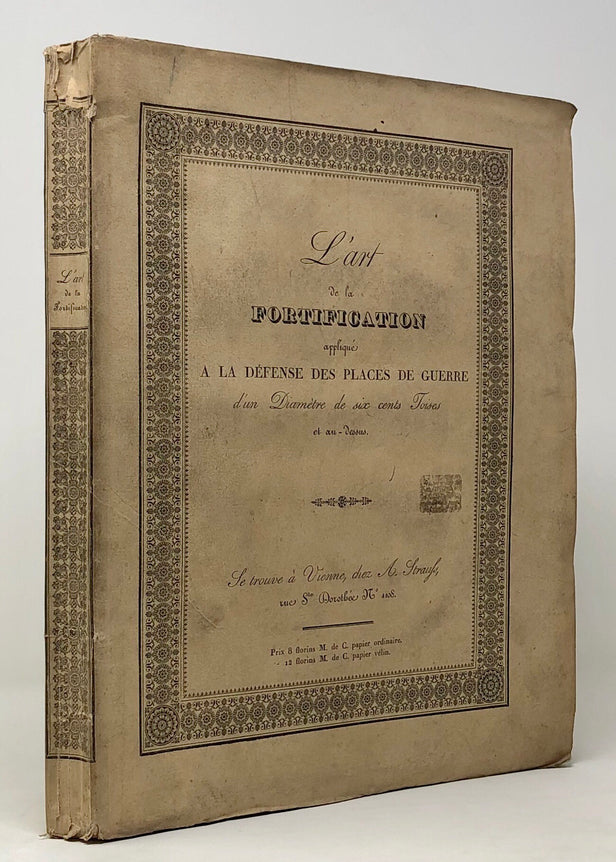 L'art
de la
Fortification
L'art
de la
FORTIFICATION
appliqué
A LA DÉFENSE DES PLACES DE GUERRE
d'un Diamètre de six cents Toises
et au-dessus.
Se trouve à Vienne, chez A. Strauß,
rue Ste Dorothée No 1108.
Prix 8 florins M. de C. papier ordinaire.
- 12 florins M. de C. papier vélin.